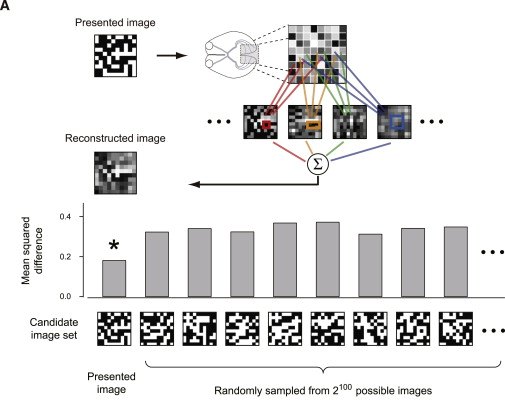 A
Presented image
• • •
• • •
Σ
Reconstructed image
Mean squared
difference
0.4
0.2
0.0
*
• • •
Candidate
image set
• • •
Presented
image
Randomly sampled from 2^100 possible images